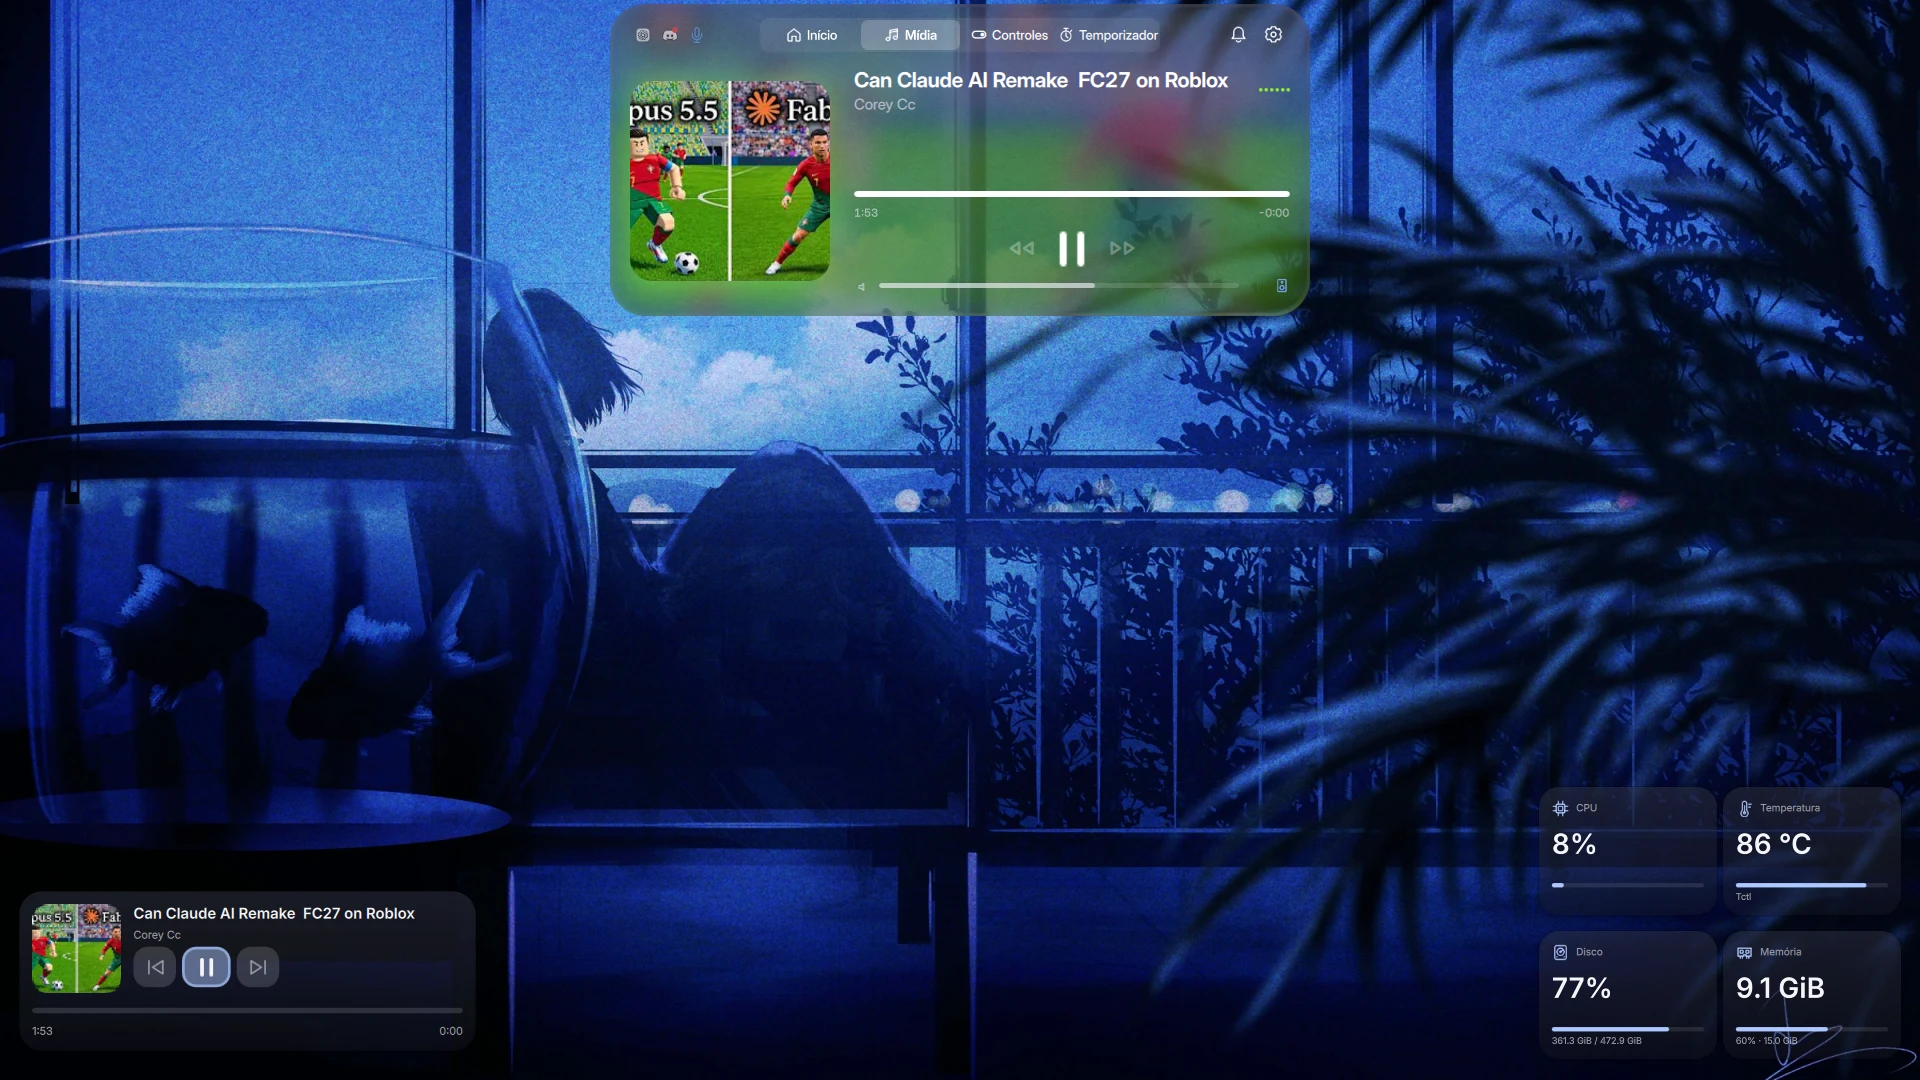 Início
Mídia
Controles
Temporizador
Can Claude AI Remake  FC27 on Roblox
Corey Cc
pus 5.5
Fab
7
7
1:53
-0:00
CPU
8%
Temperatura
86 °C
Tctl
Disco
77%
361.3 GiB / 472.9 GiB
Memória
9.1 GiB
60% · 15.0 GiB
pus 5.5
Fab
Can Claude AI Remake  FC27 on Roblox
Corey Cc
1:53
0:00